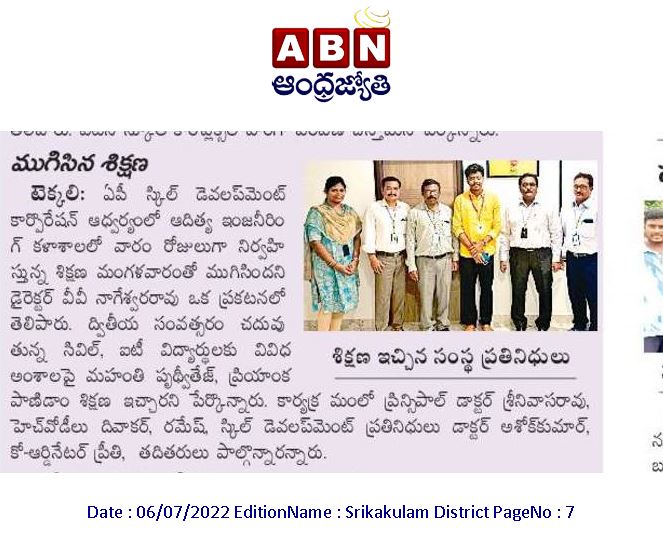 ABN
ఆంధ్రజ్యోతి
ముగిసిన శిక్షణ
టెక్కలి: ఏపీ స్కిల్ డెవలప్‌మెంట్
కార్పొరేషన్ ఆధ్వర్యంలో ఆదిత్య ఇంజనీరిం
గ్ కళాశాలలో వారం రోజులుగా నిర్వహి
స్తున్న శిక్షణ మంగళవారంతో ముగిసిందని
డైరెక్టర్ వీవీ నాగేశ్వరరావు ఒక ప్రకటనలో
తెలిపారు. ద్వితీయ సంవత్సరం చదువు
తున్న సివిల్, ఐటీ విద్యార్థులకు వివిధ
అంశాలపై మహంతి పృథ్వీతేజ్, ప్రియాంక
పాణిడాం శిక్షణ ఇచ్చారని పేర్కొన్నారు. కార్యక్ర మంలో ప్రిన్సిపాల్ డాక్టర్ శ్రీనివాసరావు,
హెచ్‌వోడీలు దివాకర్, రమేష్, స్కిల్ డెవలప్‌మెంట్ ప్రతినిధులు డాక్టర్ అశోక్‌కుమార్,
కో-ఆర్డినేటర్ ప్రీతి, తదితరులు పాల్గొన్నారన్నారు.
శిక్షణ ఇచ్చిన సంస్థ ప్రతినిధులు
Date : 06/07/2022 EditionName : Srikakulam District PageNo : 7